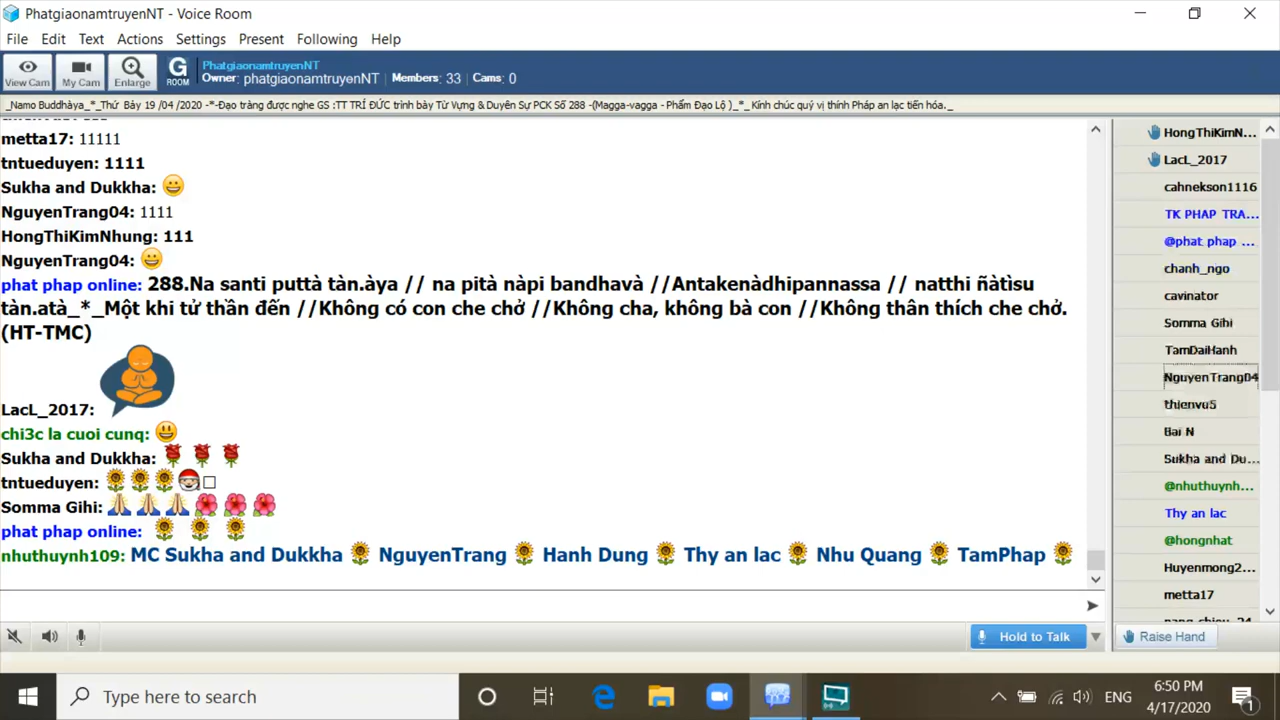 PhatgiaonamtruyenNT - Voice Room
File Edit Text Actions Settings Present Following Help
View Cam My Cam Enlarge G ROOM
PhatgiaonamtruyenNT
Owner: phatgiaonamtruyenNT | Members: 33 | Cams: 0
_Namo Buddhàya_*_Thứ Bảy 19 /04 /2020 -*-Đạo tràng được nghe GS :TT TRÍ ĐỨC trình bày Từ Vựng & Duyên Sự PCK Số 288 -(Magga-vagga - Phẩm Đạo Lộ )_*_ Kính chúc quý vị thính Pháp an lạc tiến hóa._
metta17: 11111
tntueduyen: 1111
Sukha and Dukkha:
NguyenTrang04: 1111
HongThiKimNhung: 111
NguyenTrang04:
phat phap online: 288.Na santi puttà tàn.àya // na pità nàpi bandhavà //Antakenàdhipannassa // natthi ñàtìsu
tàn.atà_*_Một khi tử thần đến //Không có con che chở //Không cha, không bà con //Không thân thích che chở.
(HT-TMC)
LacL_2017:
chi3c la cuoi cunq:
Sukha and Dukkha:
tntueduyen:
Somma Gihi:
phat phap online:
nhuthuynh109: MC Sukha and Dukkha NguyenTrang Hanh Dung Thy an lac Nhu Quang TamPhap
HongThiKimN...
LacL_2017
cahnekson1116
TK PHAP TRA...
@phat phap ...
chanh_ngo
cavinator
Somma Gihi
TamDaiHanh
NguyenTrang04
thienvu5
Bai N
Sukha and Du...
@nhuthuynh...
Thy an lac
@hongnhat
Huyenmong2...
metta17
Hold to Talk
Raise Hand
Type here to search
ENG
6:50 PM
4/17/2020
1